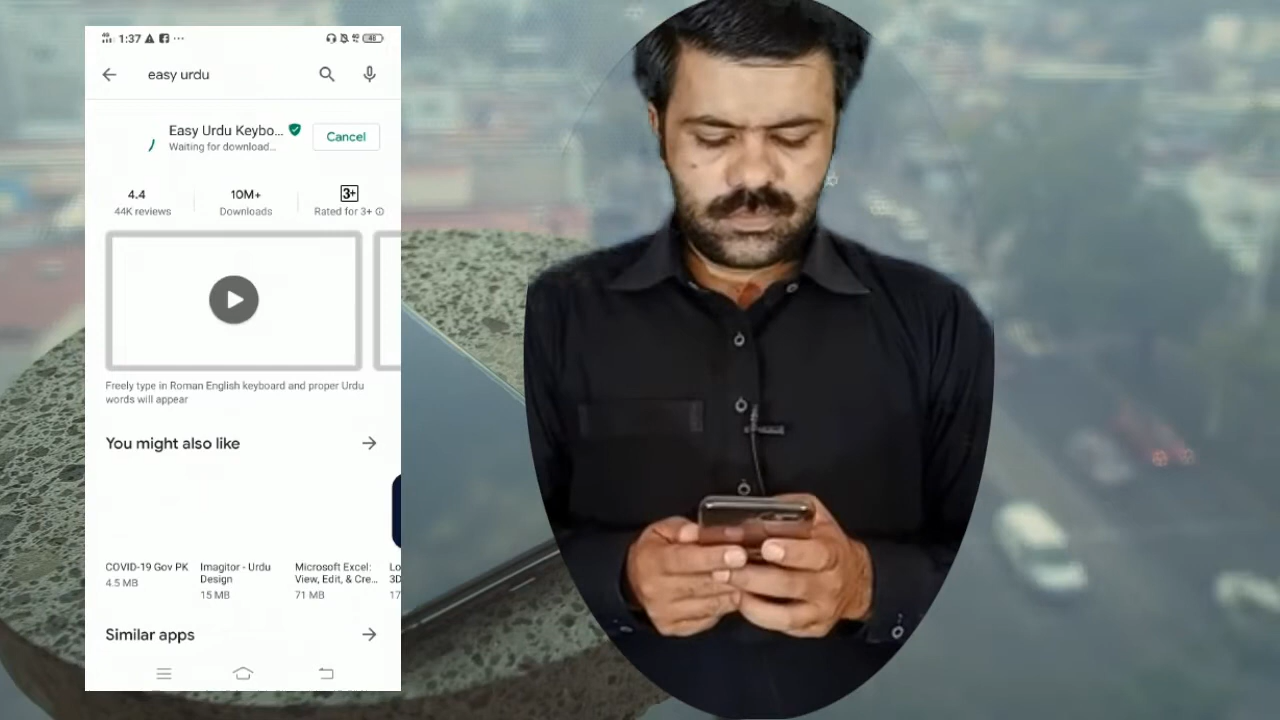 1:37
easy urdu
Easy Urdu Keybo...
Waiting for download...
Cancel
4.4
44K reviews
10M+
Downloads
3+
Rated for 3+
Freely type in Roman English keyboard and proper Urdu
words will appear
You might also like
COVID-19 Gov PK
4.5 MB
Imagitor - Urdu
Design
15 MB
Microsoft Excel:
View, Edit, & Cre...
71 MB
Lo
3D
17
Similar apps